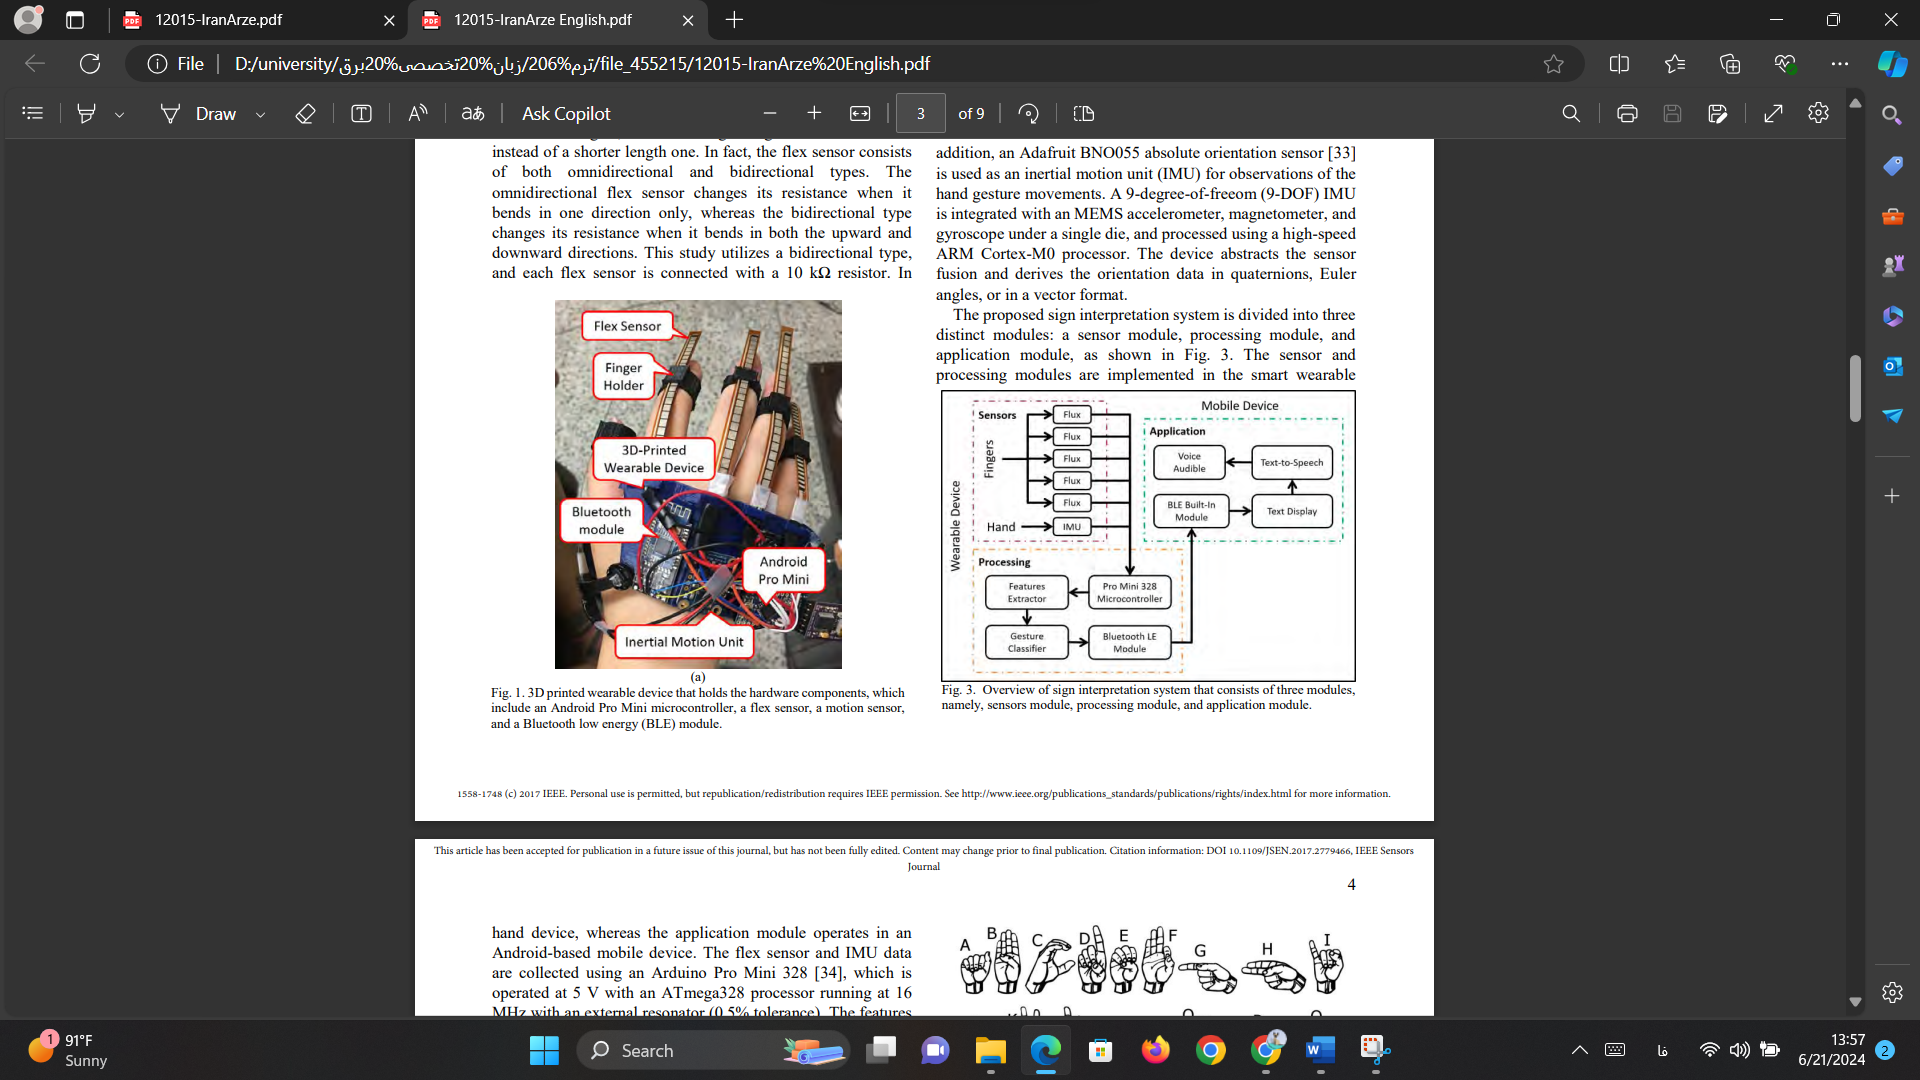 12015-IranArze.pdf
12015-IranArze English.pdf
File
D:/university/ترم%206/زبان%20تخصصی%20برق/file_455215/12015-IranArze%20English.pdf
Draw
Ask Copilot
3
of 9
instead of a shorter length one. In fact, the flex sensor consists
of both omnidirectional and bidirectional types. The
omnidirectional flex sensor changes its resistance when it
bends in one direction only, whereas the bidirectional type
changes its resistance when it bends in both the upward and
downward directions. This study utilizes a bidirectional type,
and each flex sensor is connected with a 10 kΩ resistor. In
Flex Sensor
Finger
Holder
3D-Printed
Wearable Device
Bluetooth
module
Android
Pro Mini
Inertial Motion Unit
(a)
Fig. 1. 3D printed wearable device that holds the hardware components, which
include an Android Pro Mini microcontroller, a flex sensor, a motion sensor,
and a Bluetooth low energy (BLE) module.
addition, an Adafruit BNO055 absolute orientation sensor [33]
is used as an inertial motion unit (IMU) for observations of the
hand gesture movements. A 9-degree-of-freeom (9-DOF) IMU
is integrated with an MEMS accelerometer, magnetometer, and
gyroscope under a single die, and processed using a high-speed
ARM Cortex-M0 processor. The device abstracts the sensor
fusion and derives the orientation data in quaternions, Euler
angles, or in a vector format.
The proposed sign interpretation system is divided into three
distinct modules: a sensor module, processing module, and
application module, as shown in Fig. 3. The sensor and
processing modules are implemented in the smart wearable
Wearable Device
Sensors
Fingers
Flux
Flux
Flux
Flux
Flux
Hand
IMU
Mobile Device
Application
Voice
Audible
Text-to-Speech
BLE Built-In
Module
Text Display
Processing
Features
Extractor
Pro Mini 328
Microcontroller
Gesture
Classifier
Bluetooth LE
Module
Fig. 3. Overview of sign interpretation system that consists of three modules,
namely, sensors module, processing module, and application module.
1558-1748 (c) 2017 IEEE. Personal use is permitted, but republication/redistribution requires IEEE permission. See http://www.ieee.org/publications_standards/publications/rights/index.html for more information.
This article has been accepted for publication in a future issue of this journal, but has not been fully edited. Content may change prior to final publication. Citation information: DOI 10.1109/JSEN.2017.2779466, IEEE Sensors
Journal
4
hand device, whereas the application module operates in an
Android-based mobile device. The flex sensor and IMU data
are collected using an Arduino Pro Mini 328 [34], which is
operated at 5 V with an ATmega328 processor running at 16
MHz with an external resonator (0.5% tolerance). The features
A B C D E F G H I
1
91°F
Sunny
Search
فا
13:57
6/21/2024
2